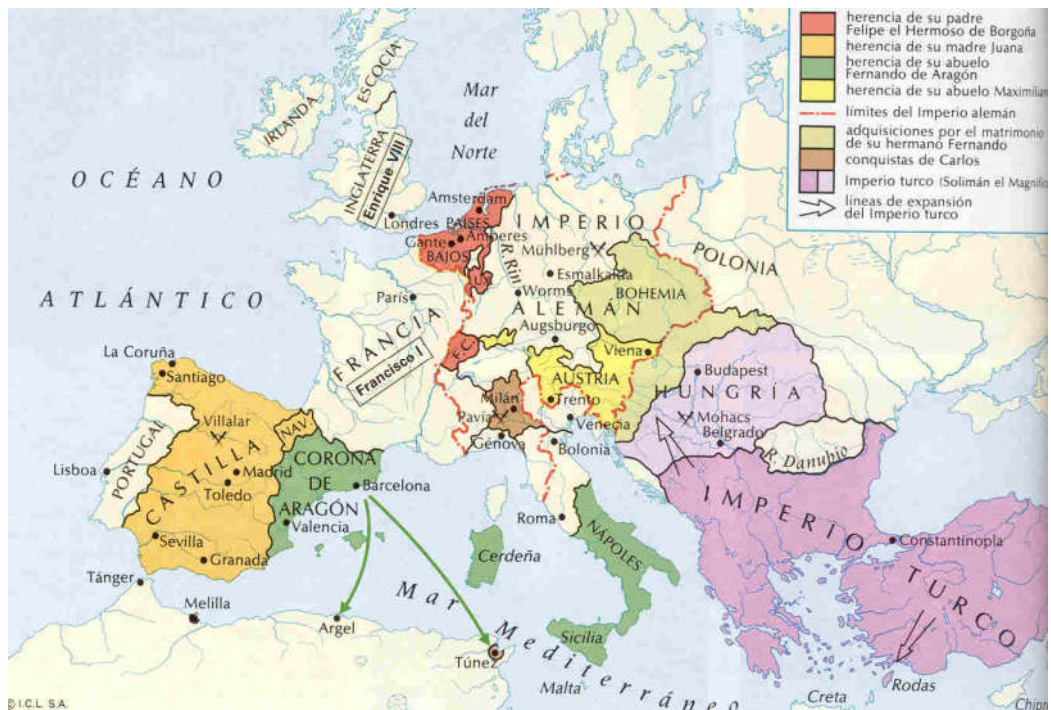 herencia de su padre
Felipe el Hermoso de Borgoña
herencia de su madre Juana
herencia de su abuelo
Fernando de Aragón
herencia de su abuelo
límites del Imperio alemán
adquisiciones por el matrimonio
de su hermano Fernando
conquistas de Carlos
Imperio turco (Solimán el
líneas de expansión
del Imperio turco
ESCOCIA
IRLANDA
Mar
del
Norte
OCÉANO
ATLÁNTICO
INGLATERRA
Enrique VIII
Londres
Amsterdam
PAISES
Amberes
Gante
BAJOS
LUX.
R. Rin
IMPERIO
ALEMÁN
Mühlberg
Esmalkalda
Worms
Augsburgo
BOHEMIA
POLONIA
París
FRANCIA
Francisco I
F.C.
Viena
AUSTRIA
Trento
Budapest
HUNGRÍA
Mohacs
Belgrado
R. Danubio
Milán
Pavía
Génova
Venecia
Bolonia
La Coruña
Santiago
Villalar
NAV.
PORTUGAL
Lisboa
CASTILLA
Madrid
Toledo
Sevilla
Granada
CORONA
DE
ARAGÓN
Barcelona
Valencia
Roma
NÁPOLES
Cerdeña
Sicilia
IMPERIO
TURCO
Constantinopla
Tánger
Melilla
Argel
Túnez
Mar
Mediterráneo
Malta
Creta
Rodas
© I.C.L. S.A.